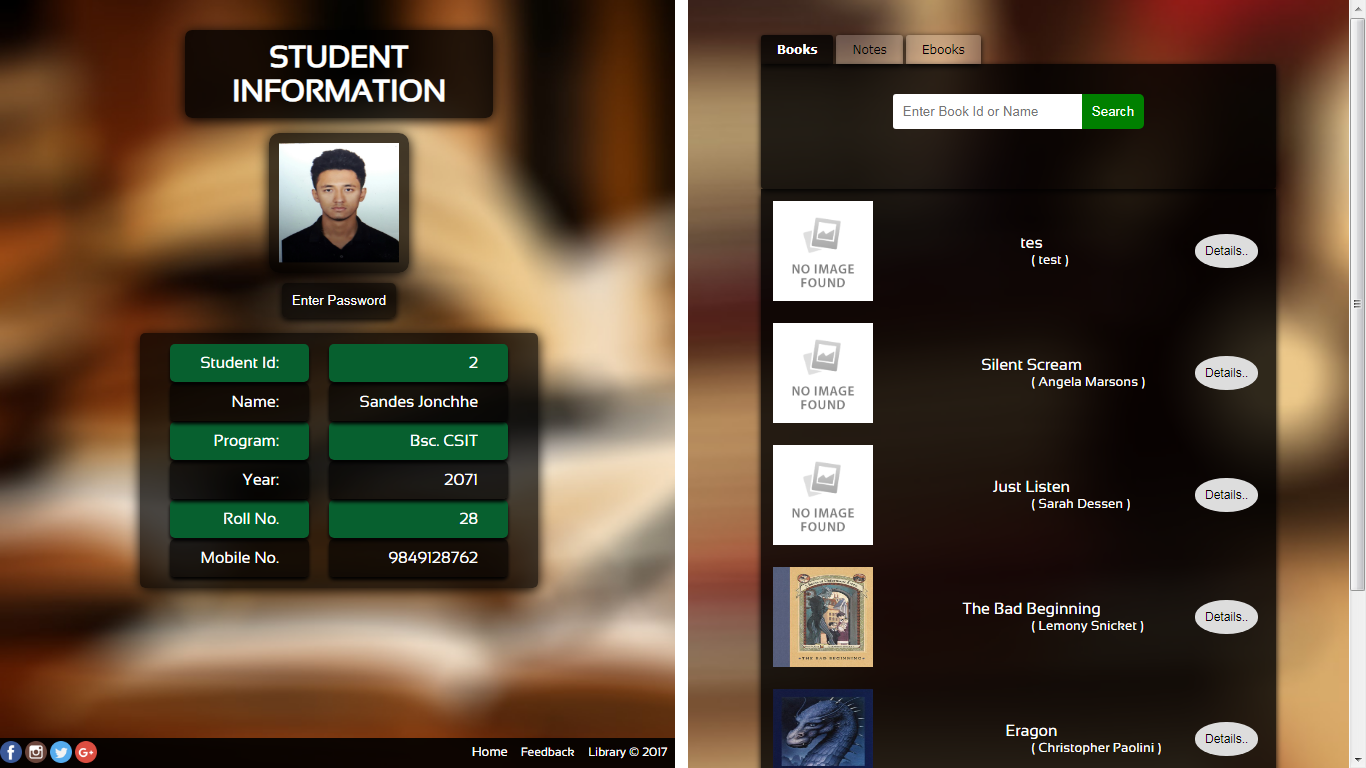 STUDENT
INFORMATION
Enter Password
Student Id: 2
Name: Sandes Jonchhe
Program: Bsc. CSIT
Year: 2071
Roll No. 28
Mobile No. 9849128762
Home Feedback Library © 2017
Books Notes Ebooks
Enter Book Id or Name Search
NO IMAGE
FOUND
tes
( test )
Details..
NO IMAGE
FOUND
Silent Scream
( Angela Marsons )
Details..
NO IMAGE
FOUND
Just Listen
( Sarah Dessen )
Details..
THE BAD BEGINNING
The Bad Beginning
( Lemony Snicket )
Details..
Eragon
( Christopher Paolini )
Details..